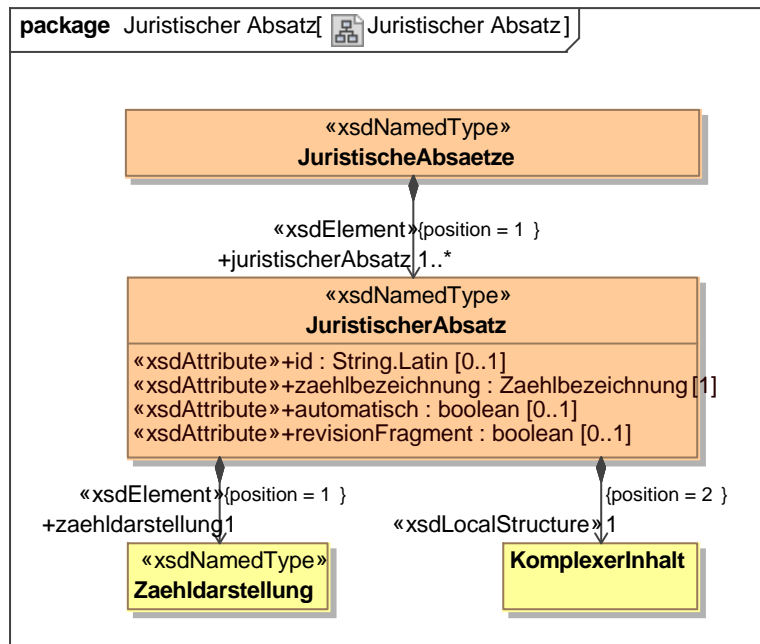 package Juristischer Absatz[ Juristischer Absatz]
«xsdNamedType»
JuristischeAbsaetze
«xsdElement» {position = 1 }
+juristischerAbsatz 1..*
«xsdNamedType»
JuristischerAbsatz
«xsdAttribute»+id : String.Latin [0..1]
«xsdAttribute»+zaehlbezeichnung : Zaehlbezeichnung [1]
«xsdAttribute»+automatisch : boolean [0..1]
«xsdAttribute»+revisionFragment : boolean [0..1]
«xsdElement» {position = 1 }
+zaehldarstellung 1
{position = 2 }
«xsdLocalStructure» 1
«xsdNamedType»
Zaehldarstellung
KomplexerInhalt